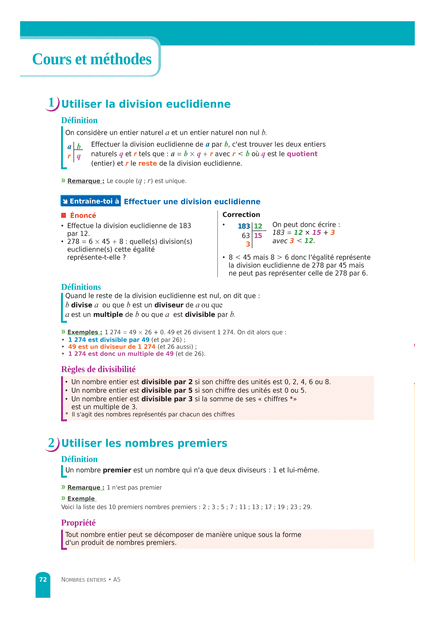 Cours et méthodes
1 Utiliser la division euclidienne
Définition
On considère un entier naturel a et un entier naturel non nul b.
Effectuer la division euclidienne de a par b, c'est trouver les deux entiers
a b
naturels q et r tels que : a = b × q + r avec r < b où q est le quotient
r q
(entier) et r le reste de la division euclidienne.
» Remarque : Le couple (q ; r) est unique.
Entraîne-toi à Effectuer une division euclidienne
Énoncé
• Effectue la division euclidienne de 183
par 12.
• 278 = 6 × 45 + 8 : quelle(s) division(s)
euclidienne(s) cette égalité
représente-t-elle ?
Correction
• 183 12
63 15
3
On peut donc écrire :
183 = 12 × 15 + 3
avec 3 < 12.
• 8 < 45 mais 8 > 6 donc l'égalité représente
la division euclidienne de 278 par 45 mais
ne peut pas représenter celle de 278 par 6.
Définitions
Quand le reste de la division euclidienne est nul, on dit que :
b divise a ou que b est un diviseur de a ou que
a est un multiple de b ou que a est divisible par b.
» Exemples : 1 274 = 49 × 26 + 0. 49 et 26 divisent 1 274. On dit alors que :
• 1 274 est divisible par 49 (et par 26) ;
• 49 est un diviseur de 1 274 (et 26 aussi) ;
• 1 274 est donc un multiple de 49 (et de 26).
Règles de divisibilité
• Un nombre entier est divisible par 2 si son chiffre des unités est 0, 2, 4, 6 ou 8.
• Un nombre entier est divisible par 5 si son chiffre des unités est 0 ou 5.
• Un nombre entier est divisible par 3 si la somme de ses « chiffres *»
est un multiple de 3.
* Il s'agit des nombres représentés par chacun des chiffres
2 Utiliser les nombres premiers
Définition
Un nombre premier est un nombre qui n'a que deux diviseurs : 1 et lui-même.
» Remarque : 1 n'est pas premier
» Exemple
Voici la liste des 10 premiers nombres premiers : 2 ; 3 ; 5 ; 7 ; 11 ; 13 ; 17 ; 19 ; 23 ; 29.
Propriété
Tout nombre entier peut se décomposer de manière unique sous la forme
d'un produit de nombres premiers.
72 NOMBRES ENTIERS • A5